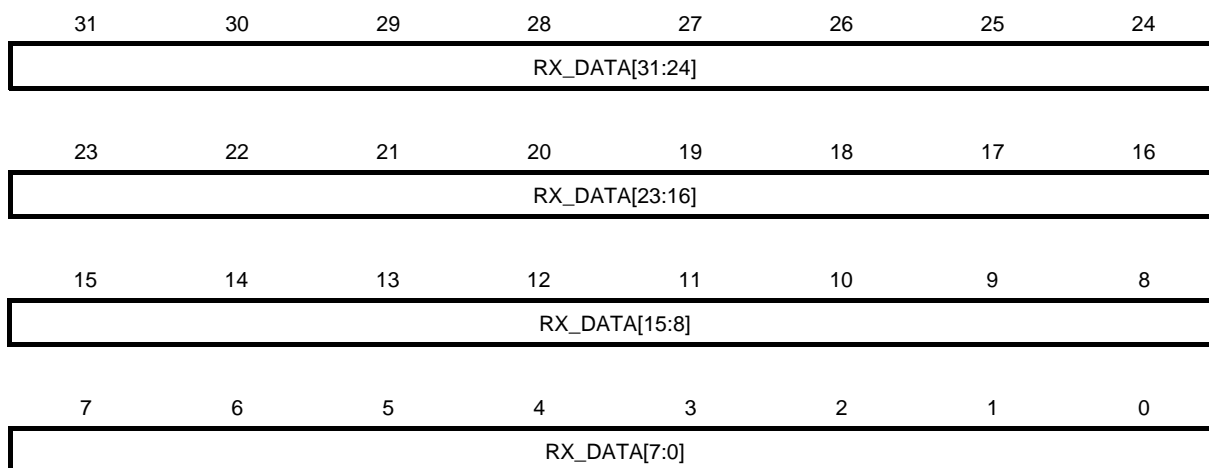 31 30 29 28 27 26 25 24
RX_DATA[31:24]
23 22 21 20 19 18 17 16
RX_DATA[23:16]
15 14 13 12 11 10 9 8
RX_DATA[15:8]
7 6 5 4 3 2 1 0
RX_DATA[7:0]